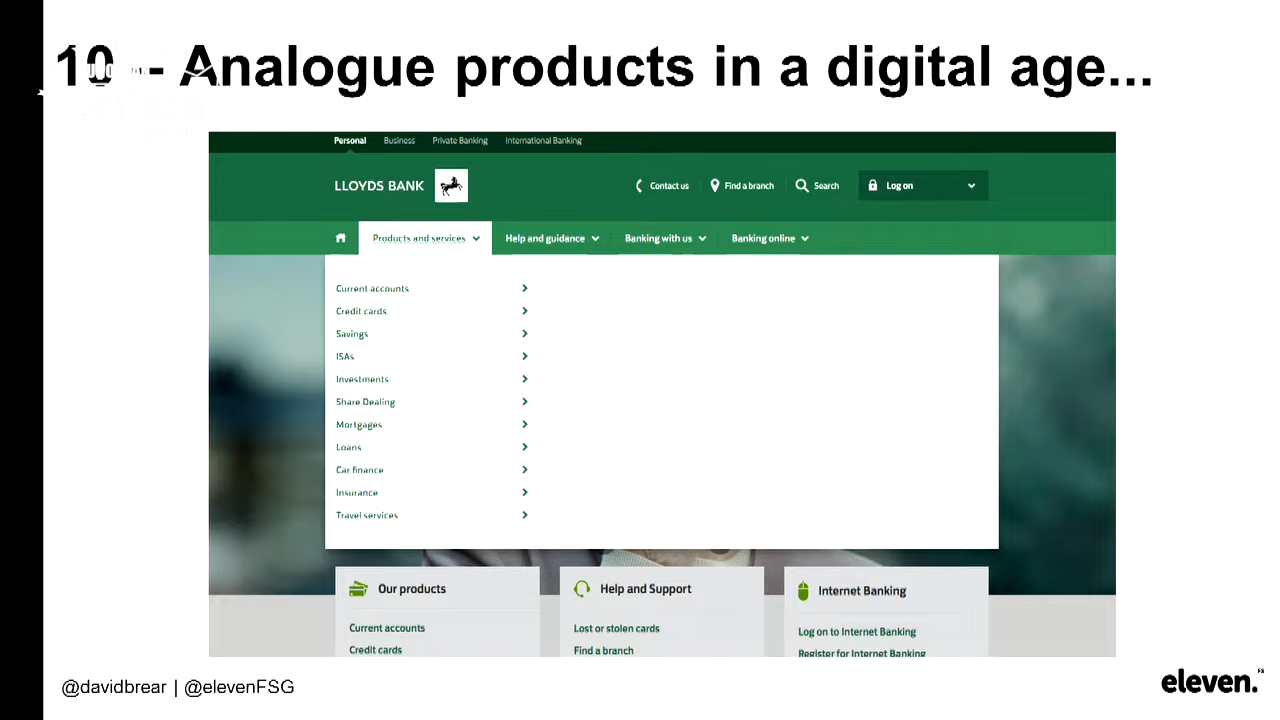 10 - Analogue products in a digital age...
Personal Business Private Banking International Banking
LLOYDS BANK Contact us Find a branch Search Log on
Products and services Help and guidance Banking with us Banking online
Current accounts
Credit cards
Savings
ISAs
Investments
Share Dealing
Mortgages
Loans
Car finance
Insurance
Travel services
Our products Help and Support Internet Banking
Current accounts Lost or stolen cards Log on to Internet Banking
Credit cards Find a branch Register for Internet Banking
@davidbrear | @elevenFSG
eleven.FS